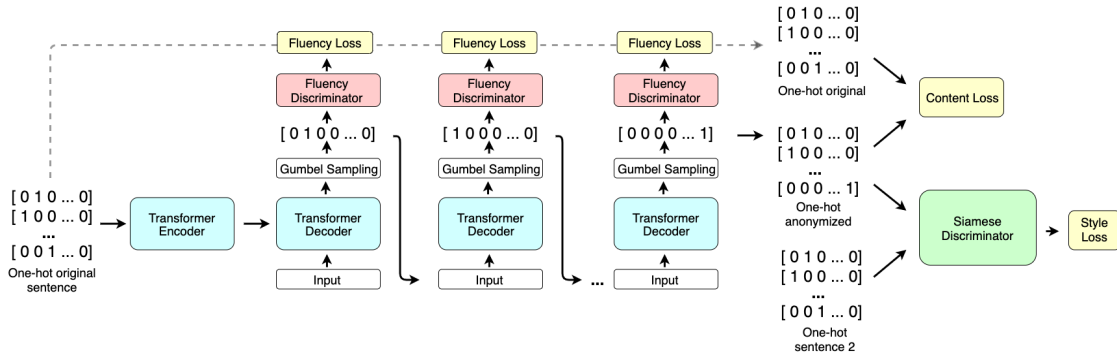 [ 0 1 0 ... 0]
[ 1 0 0 ... 0]
...
[ 0 0 1 ... 0]
One-hot original
sentence
Transformer
Encoder
Fluency Loss
Fluency
Discriminator
[ 0 1 0 0 ... 0]
Gumbel Sampling
Transformer
Decoder
Input
Fluency Loss
Fluency
Discriminator
[ 1 0 0 0 ... 0]
Gumbel Sampling
Transformer
Decoder
Input
...
Fluency Loss
Fluency
Discriminator
[ 0 0 0 0 ... 1]
Gumbel Sampling
Transformer
Decoder
Input
[ 0 1 0 ... 0]
[ 1 0 0 ... 0]
...
[ 0 0 1 ... 0]
One-hot original
[ 0 1 0 ... 0]
[ 1 0 0 ... 0]
...
[ 0 0 0 ... 1]
One-hot
anonymized
[ 0 1 0 ... 0]
[ 1 0 0 ... 0]
...
[ 0 0 1 ... 0]
One-hot
sentence 2
Content Loss
Siamese
Discriminator
Style
Loss